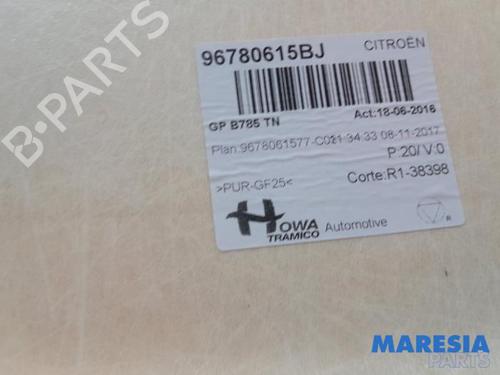 96780615BJ
CITROËN
GP B785 TN
Act:18-06-2016
Plan:9678061577-C021 34 33 08-11-2017
P:20/ V:0
>PUR-GF25<
Corte:R1-38398
HOWA
TRAMICO
Automotive
R
B-PARTS
MARESIA
PARTS